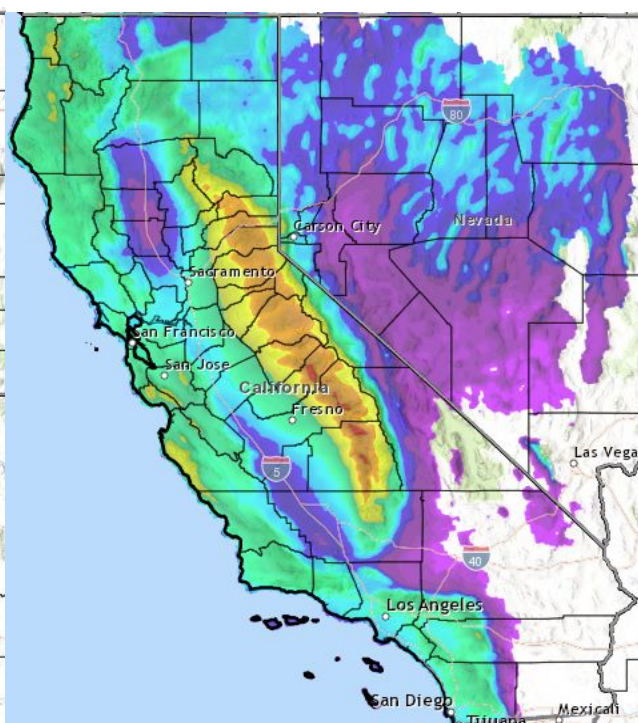 80
Nevada
Carson City
Sacramento
San Francisco
San Jose
California
Fresno
5
Las Vega
40
Los Angeles
San Diego
Tijuana
Mexicali